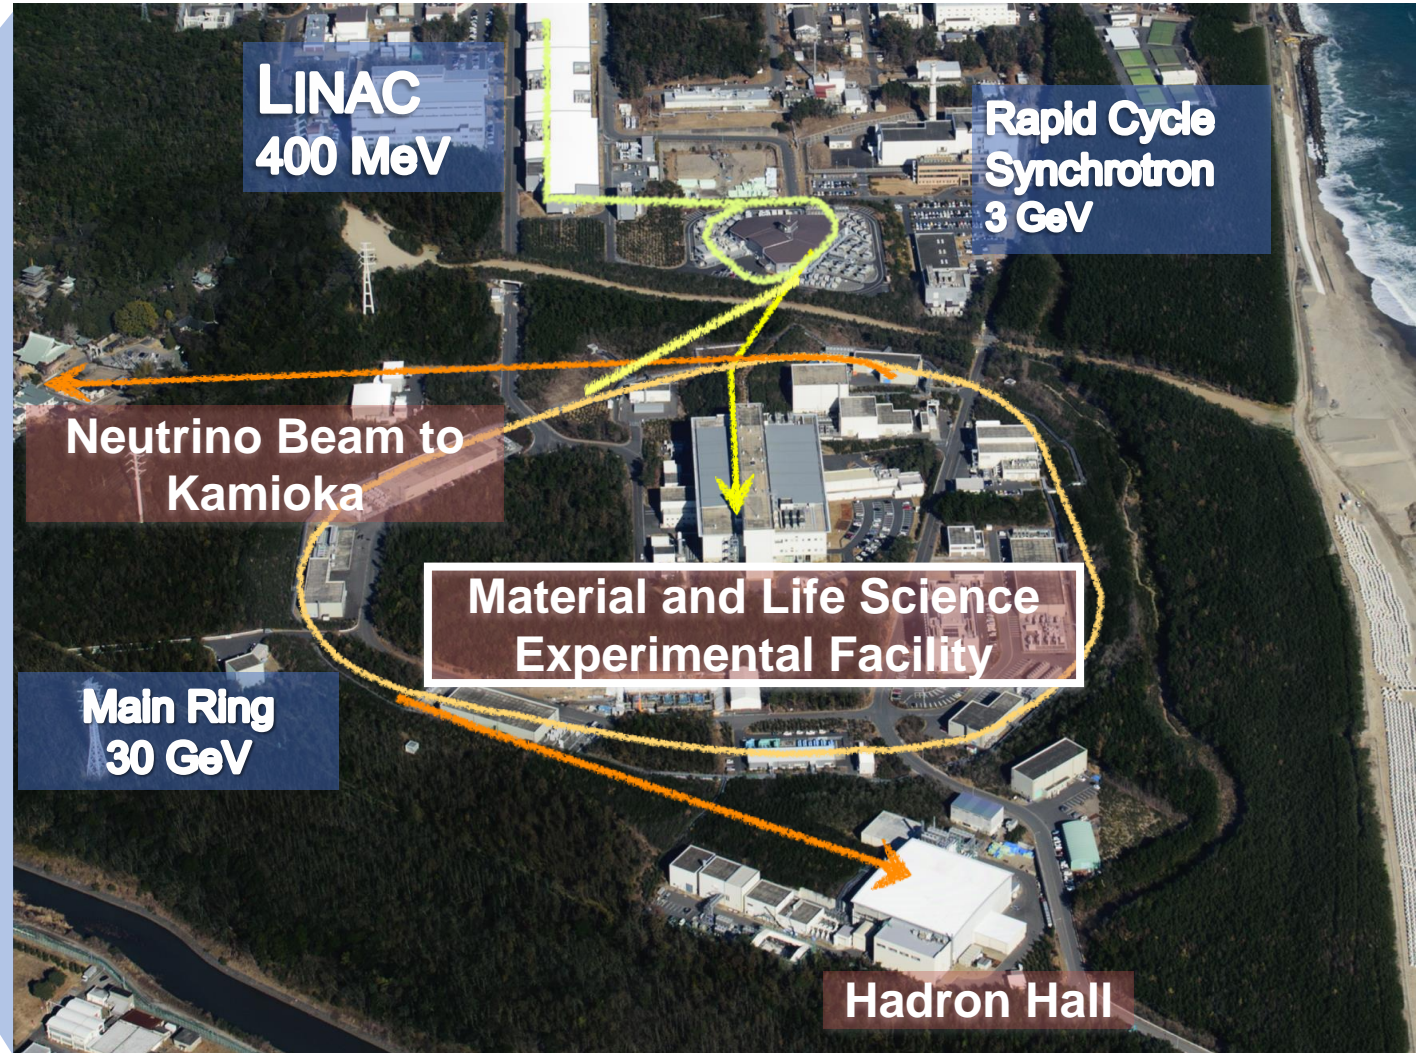 LINAC
400 MeV
Rapid Cycle
Synchrotron
3 GeV
Neutrino Beam to
Kamioka
Material and Life Science
Experimental Facility
Main Ring
30 GeV
Hadron Hall